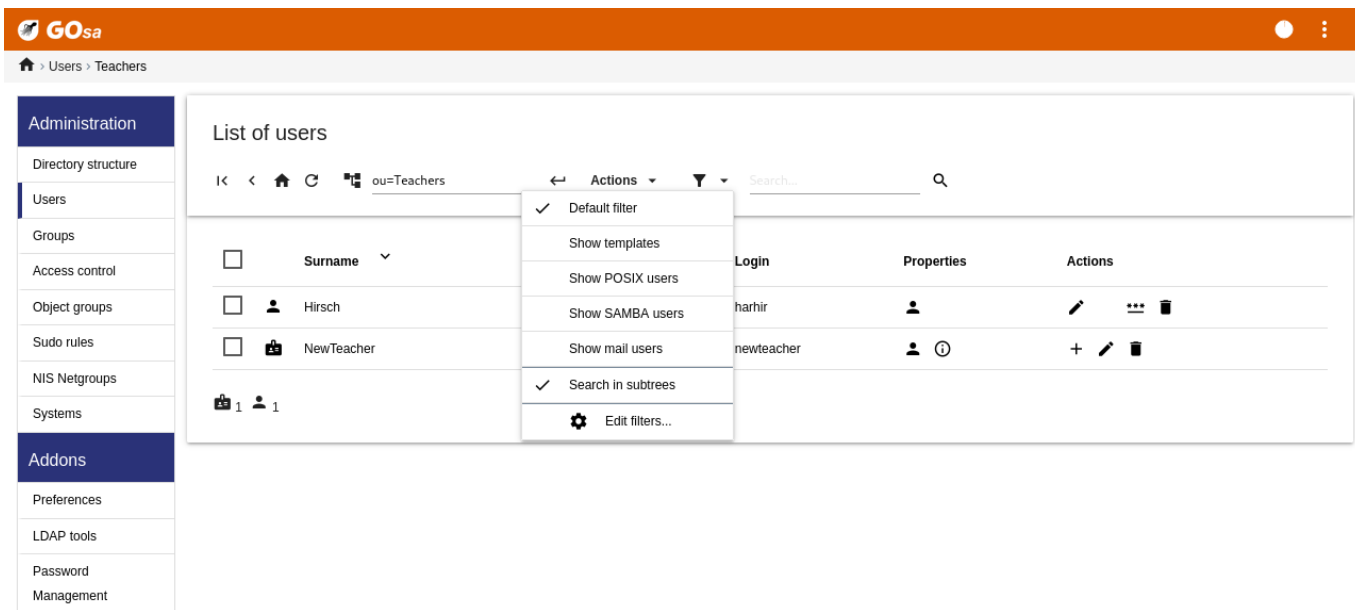 GOsa
› Users › Teachers
Administration
Directory structure
Users
Groups
Access control
Object groups
Sudo rules
NIS Netgroups
Systems
Addons
Preferences
LDAP tools
Password
Management
List of users
ou=Teachers
Actions
Search...
Default filter
Show templates
Show POSIX users
Show SAMBA users
Show mail users
Search in subtrees
Edit filters...
Surname Login Properties Actions
Hirsch harhir ***
NewTeacher newteacher
1 1